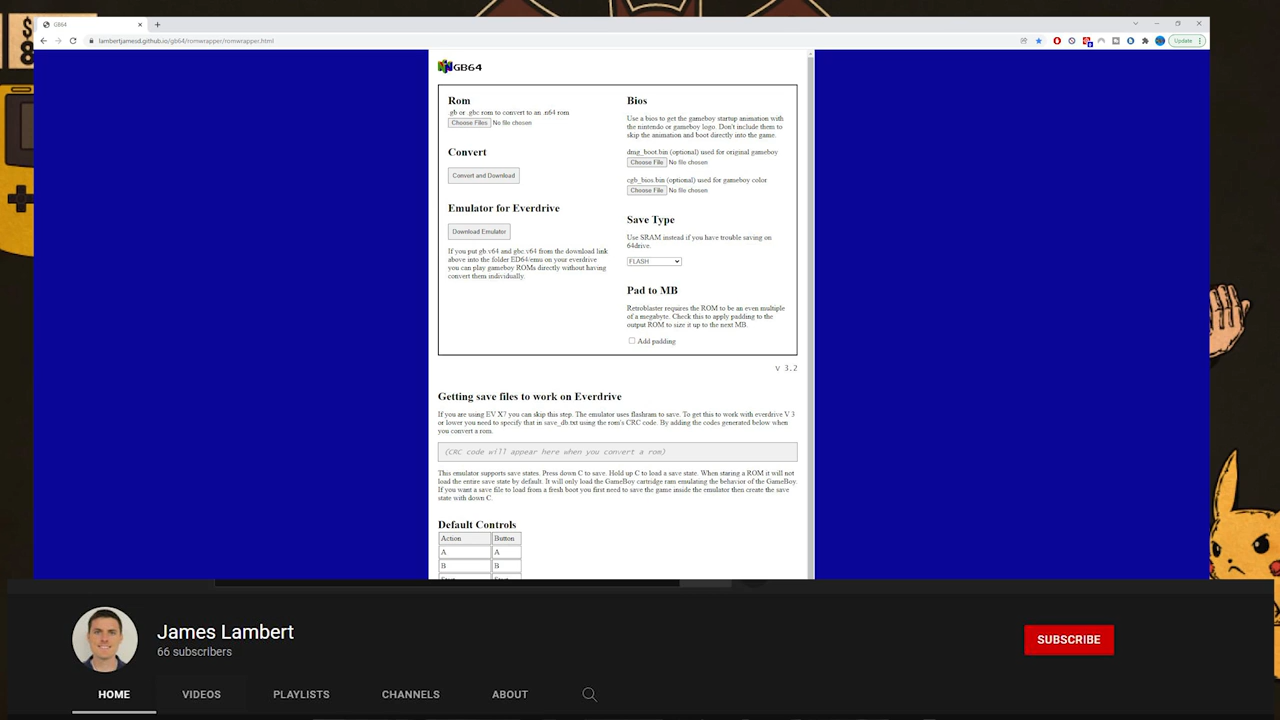 GB64
lambertjamesd.github.io/gb64/romwrapper/romwrapper.html
Update
GB64
Rom
.gb or .gbc rom to convert to an .n64 rom
Choose Files No file chosen
Convert
Convert and Download
Emulator for Everdrive
Download Emulator
If you put gb.v64 and gbc.v64 from the download link
above into the folder ED64/emu on your everdrive
you can play gameboy ROMs directly without having
convert them individually.
Bios
Use a bios to get the gameboy startup animation with
the nintendo or gameboy logo. Don't include them to
skip the animation and boot directly into the game.
dmg_boot.bin (optional) used for original gameboy
Choose File No file chosen
cgb_bios.bin (optional) used for gameboy color
Choose File No file chosen
Save Type
Use SRAM instead if you have trouble saving on
64drive.
FLASH
Pad to MB
Retroblaster requires the ROM to be an even multiple
of a megabyte. Check this to apply padding to the
output ROM to size it up to the next MB.
Add padding
V 3.2
Getting save files to work on Everdrive
If you are using EV X7 you can skip this step. The emulator uses flashram to save. To get this to work with everdrive V 3
or lower you need to specify that in save_db.txt using the rom's CRC code. By adding the codes generated below when
you convert a rom.
(CRC code will appear here when you convert a rom)
This emulator supports save states. Press down C to save. Hold up C to load a save state. When staring a ROM it will not
load the entire save state by default. It will only load the GameBoy cartridge ram emulating the behavior of the GameBoy.
If you want a save file to load from a fresh boot you first need to save the game inside the emulator then create the save
state with down C.
Default Controls
Action Button
A A
B B
Start Start
James Lambert
66 subscribers
SUBSCRIBE
HOME VIDEOS PLAYLISTS CHANNELS ABOUT